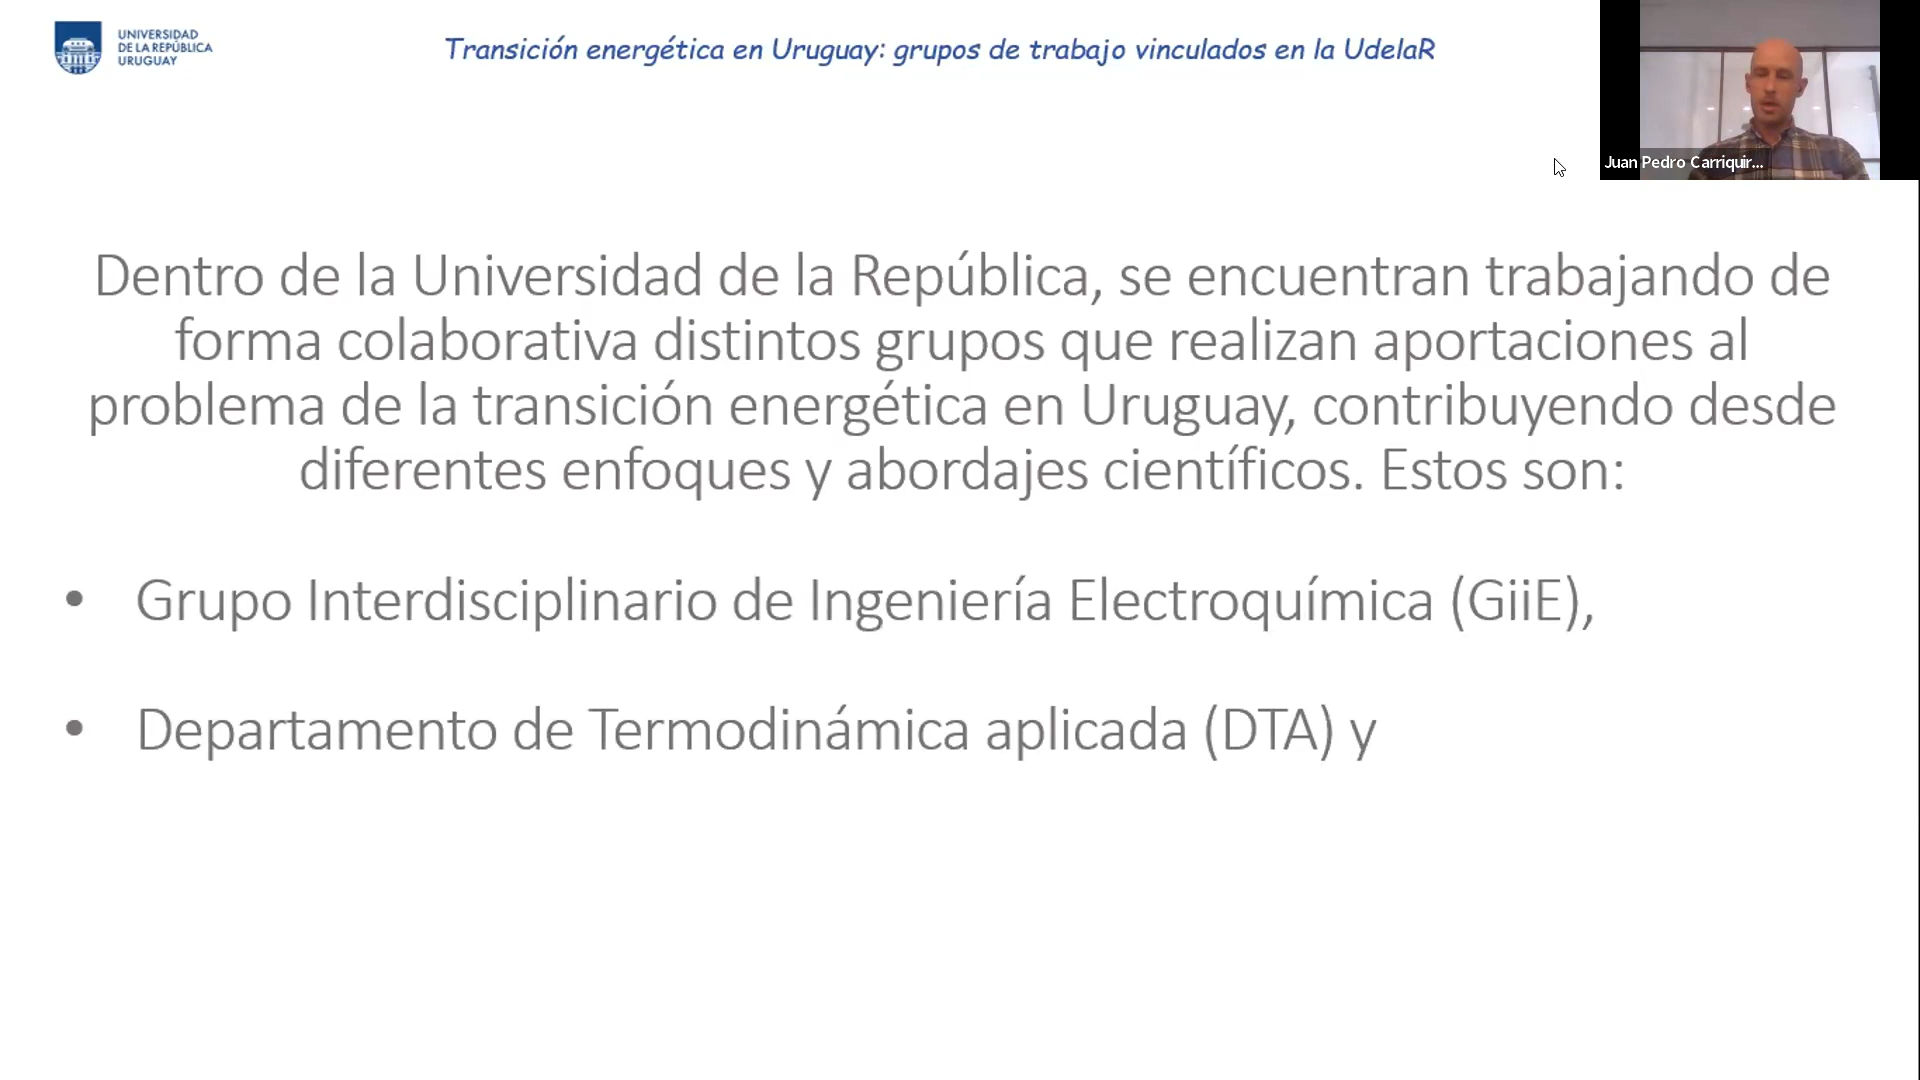 UNIVERSIDAD
DE LA REPÚBLICA
URUGUAY
Transición energética en Uruguay: grupos de trabajo vinculados en la UdelaR
Juan Pedro Carriquir...
Dentro de la Universidad de la República, se encuentran trabajando de
forma colaborativa distintos grupos que realizan aportaciones al
problema de la transición energética en Uruguay, contribuyendo desde
diferentes enfoques y abordajes científicos. Estos son:
• Grupo Interdisciplinario de Ingeniería Electroquímica (GiiE),
• Departamento de Termodinámica aplicada (DTA) y